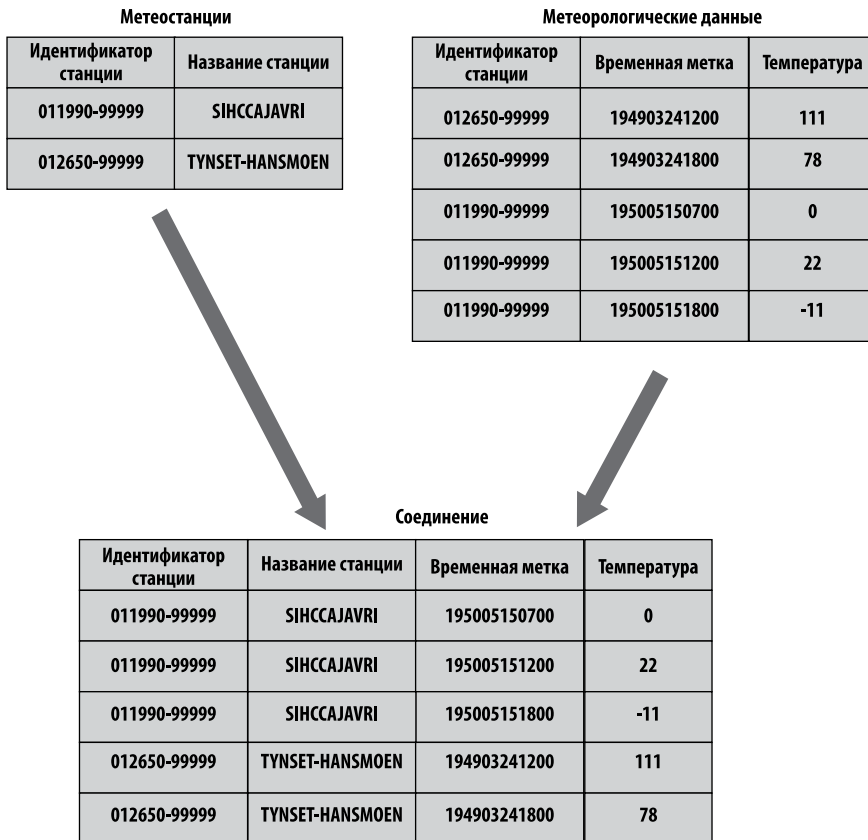 Метеостанции
Идентификатор станции Название станции
011990-99999 SIHCCAJAVRI
012650-99999 TYNSET-HANSMOEN
Метеорологические данные
Идентификатор станции Временная метка Температура
012650-99999 194903241200 111
012650-99999 194903241800 78
011990-99999 195005150700 0
011990-99999 195005151200 22
011990-99999 195005151800 -11
Соединение
Идентификатор станции Название станции Временная метка Температура
011990-99999 SIHCCAJAVRI 195005150700 0
011990-99999 SIHCCAJAVRI 195005151200 22
011990-99999 SIHCCAJAVRI 195005151800 -11
012650-99999 TYNSET-HANSMOEN 194903241200 111
012650-99999 TYNSET-HANSMOEN 194903241800 78